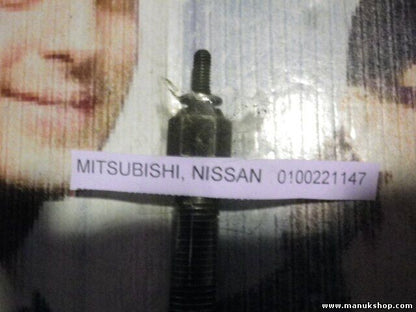 MITSUBISHI, NISSAN 0100221147
www.manukshop.com